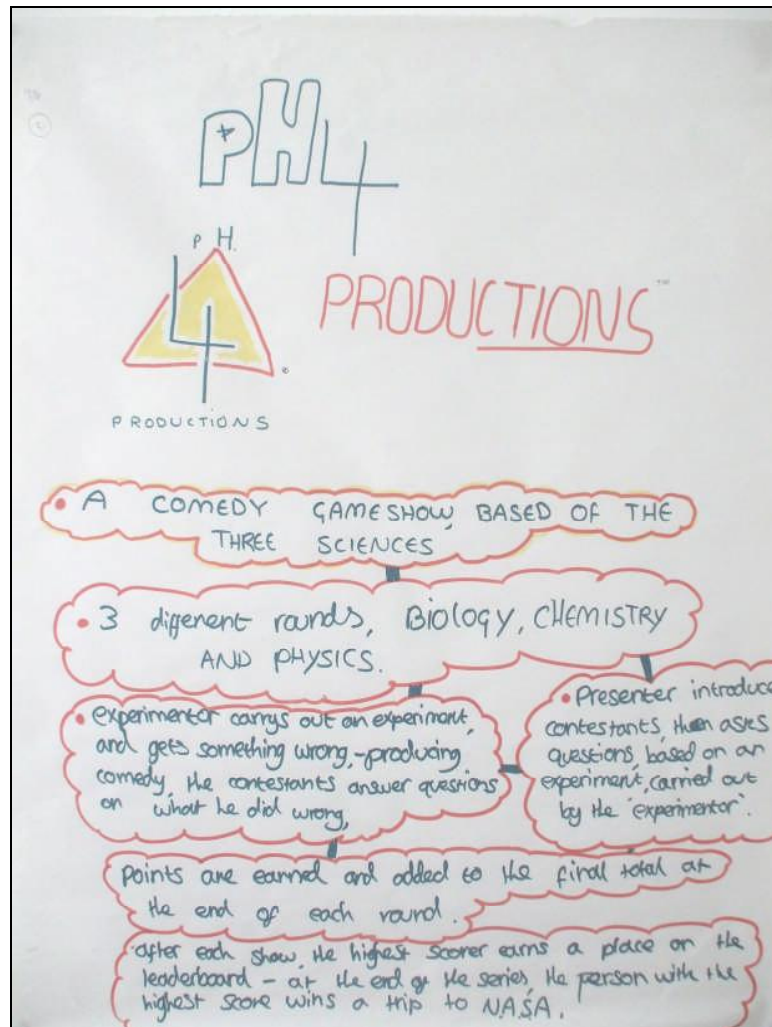 PH4
PH.
4
PRODUCTIONS
PRODUCTIONS™
• A COMEDY GAMESHOW, BASED OF THE
THREE SCIENCES
• 3 different rounds, BIOLOGY, CHEMISTRY
AND PHYSICS.
• experimentor carrys out an experiment,
and gets something wrong, -producing
comedy, the contestants answer questions
on what he did wrong,
• Presenter introduce
contestants, then asks
questions, based on an
experiment, carried out
by the 'experimentor'.
Points are earned and added to the final total at
the end of each round.
after each show, the highest scorer earns a place on the
leaderboard - at the end of the series, the person with the
highest score wins a trip to N.A.S.A.